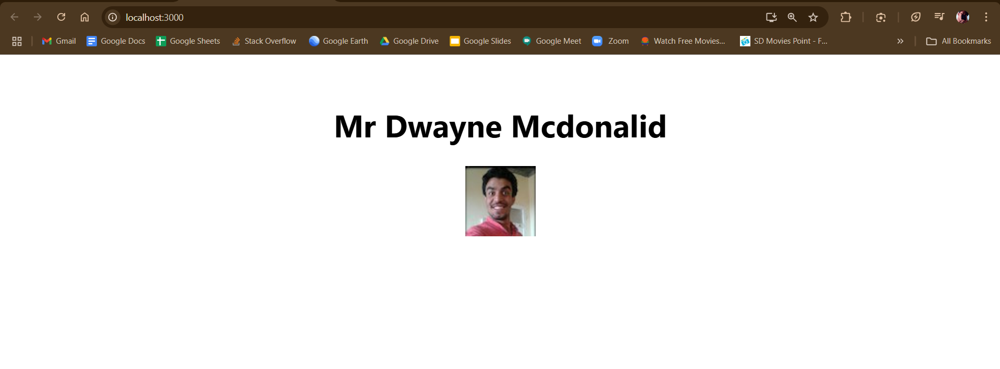 localhost:3000
Gmail Google Docs Google Sheets Stack Overflow Google Earth Google Drive Google Slides Google Meet Zoom Watch Free Movies... SD Movies Point - F... » All Bookmarks
Mr Dwayne Mcdonalid